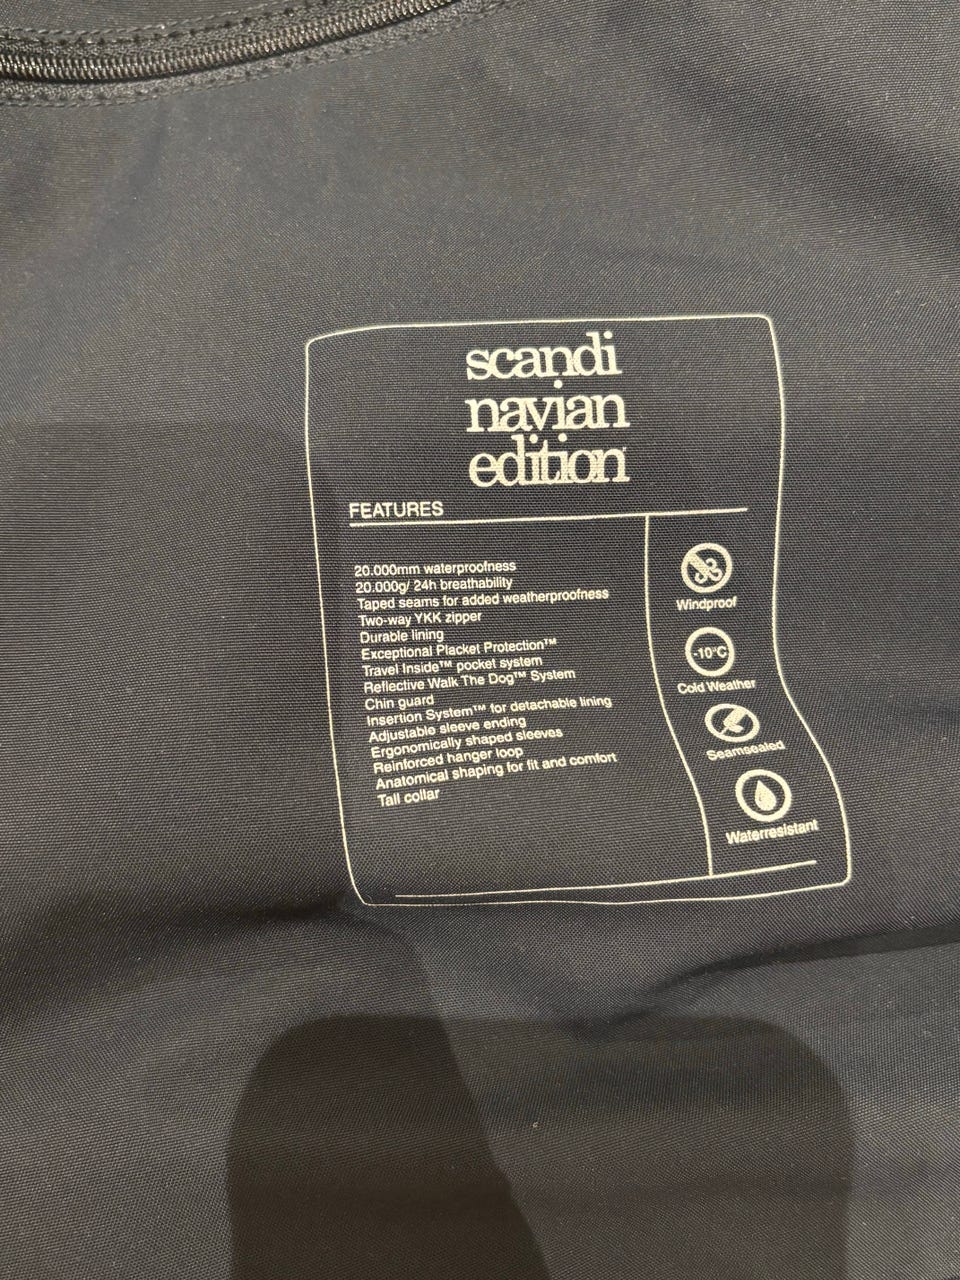 scandi
navian
edition
FEATURES
20.000mm waterproofness
20.000g/ 24h breathability
Taped seams for added weatherproofness
Two-way YKK zipper
Durable lining
Exceptional Placket Protection™
Travel Inside™ pocket system
Reflective Walk The Dog™ System
Chin guard
Insertion System™ for detachable lining
Adjustable sleeve ending
Ergonomically shaped sleeves
Reinforced hanger loop
Anatomical shaping for fit and comfort
Tall collar
Windproof
-10°C
Cold Weather
Seamsealed
Waterresistant